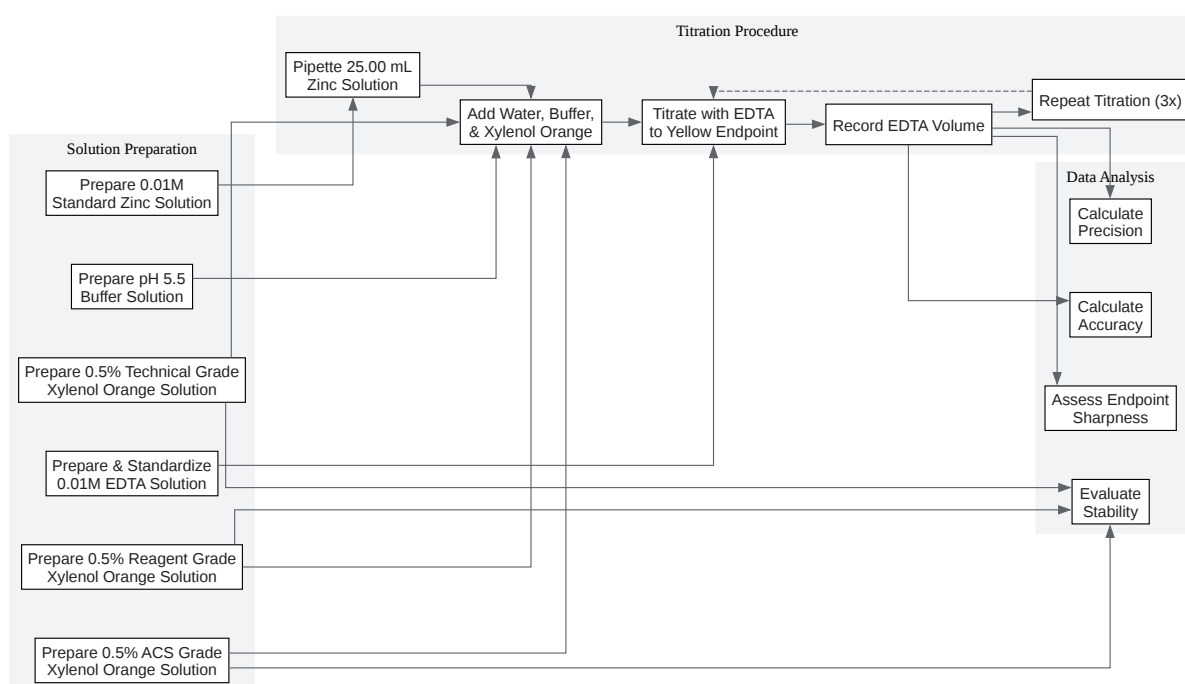 Titration Procedure
Pipette 25.00 mL
Zinc Solution
Add Water, Buffer,
& Xylenol Orange
Titrate with EDTA
to Yellow Endpoint
Record EDTA Volume
Repeat Titration (3x)
Solution Preparation
Prepare 0.01M
Standard Zinc Solution
Prepare pH 5.5
Buffer Solution
Prepare 0.5% Technical Grade
Xylenol Orange Solution
Prepare & Standardize
0.01M EDTA Solution
Prepare 0.5% Reagent Grade
Xylenol Orange Solution
Prepare 0.5% ACS Grade
Xylenol Orange Solution
Data Analysis
Calculate
Precision
Calculate
Accuracy
Assess Endpoint
Sharpness
Evaluate
Stability